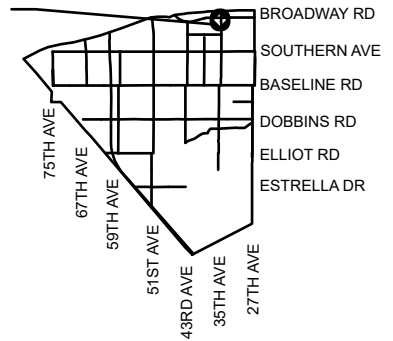 BROADWAY RD
SOUTHERN AVE
BASELINE RD
DOBBINS RD
ELLIOT RD
ESTRELLA DR
75TH AVE
67TH AVE
59TH AVE
51ST AVE
43RD AVE
35TH AVE
27TH AVE